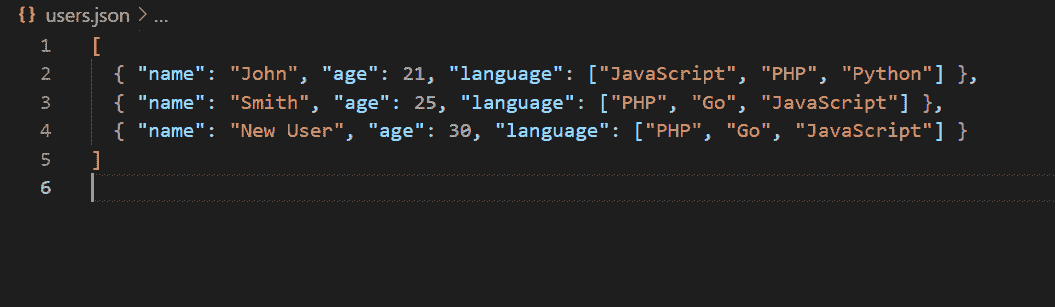 {} users.json > ...
1 [
2 { "name": "John", "age": 21, "language": ["JavaScript", "PHP", "Python"] },
3 { "name": "Smith", "age": 25, "language": ["PHP", "Go", "JavaScript"] },
4 { "name": "New User", "age": 30, "language": ["PHP", "Go", "JavaScript"] }
5 ]
6